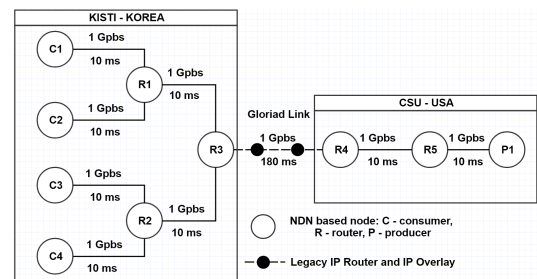 KISTI - KOREA
C1
1 Gpbs
10 ms
R1
1 Gpbs
10 ms
C2
1 Gpbs
10 ms
C3
1 Gpbs
10 ms
R2
1 Gpbs
10 ms
C4
1 Gpbs
10 ms
R3
Gloriad Link
1 Gpbs
180 ms
CSU - USA
R4
1 Gpbs
10 ms
R5
1 Gpbs
10 ms
P1
NDN based node: C - consumer,
R - router, P - producer
Legacy IP Router and IP Overlay